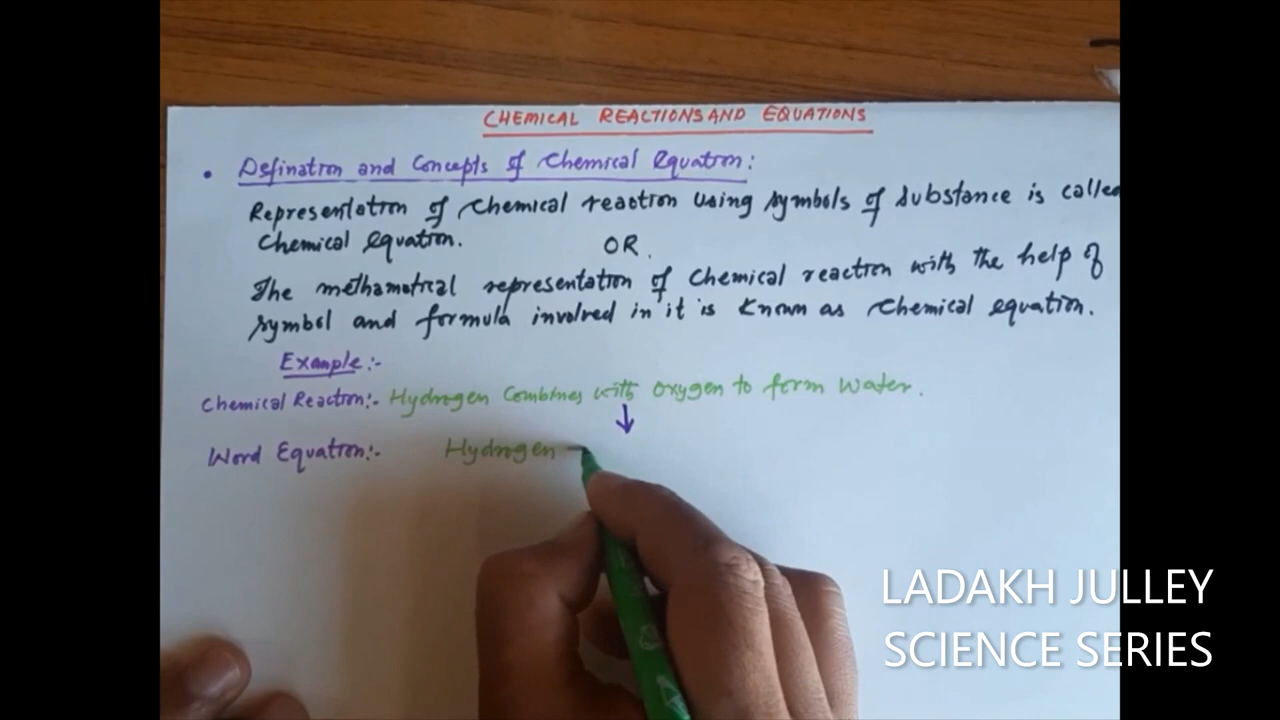 CHEMICAL REACTIONS AND EQUATIONS
• Defination and Concepts of Chemical Equation:
Representation of Chemical reaction using symbols of substance is called
Chemical equation. OR.
The methamatical representation of Chemical reaction with the help of
symbol and formula involved in it is known as Chemical equation.
Example:-
Chemical Reaction:- Hydrogen Combines with Oxygen to form Water.
↓
Word Equation:- Hydrogen
LADAKH JULLEY
SCIENCE SERIES